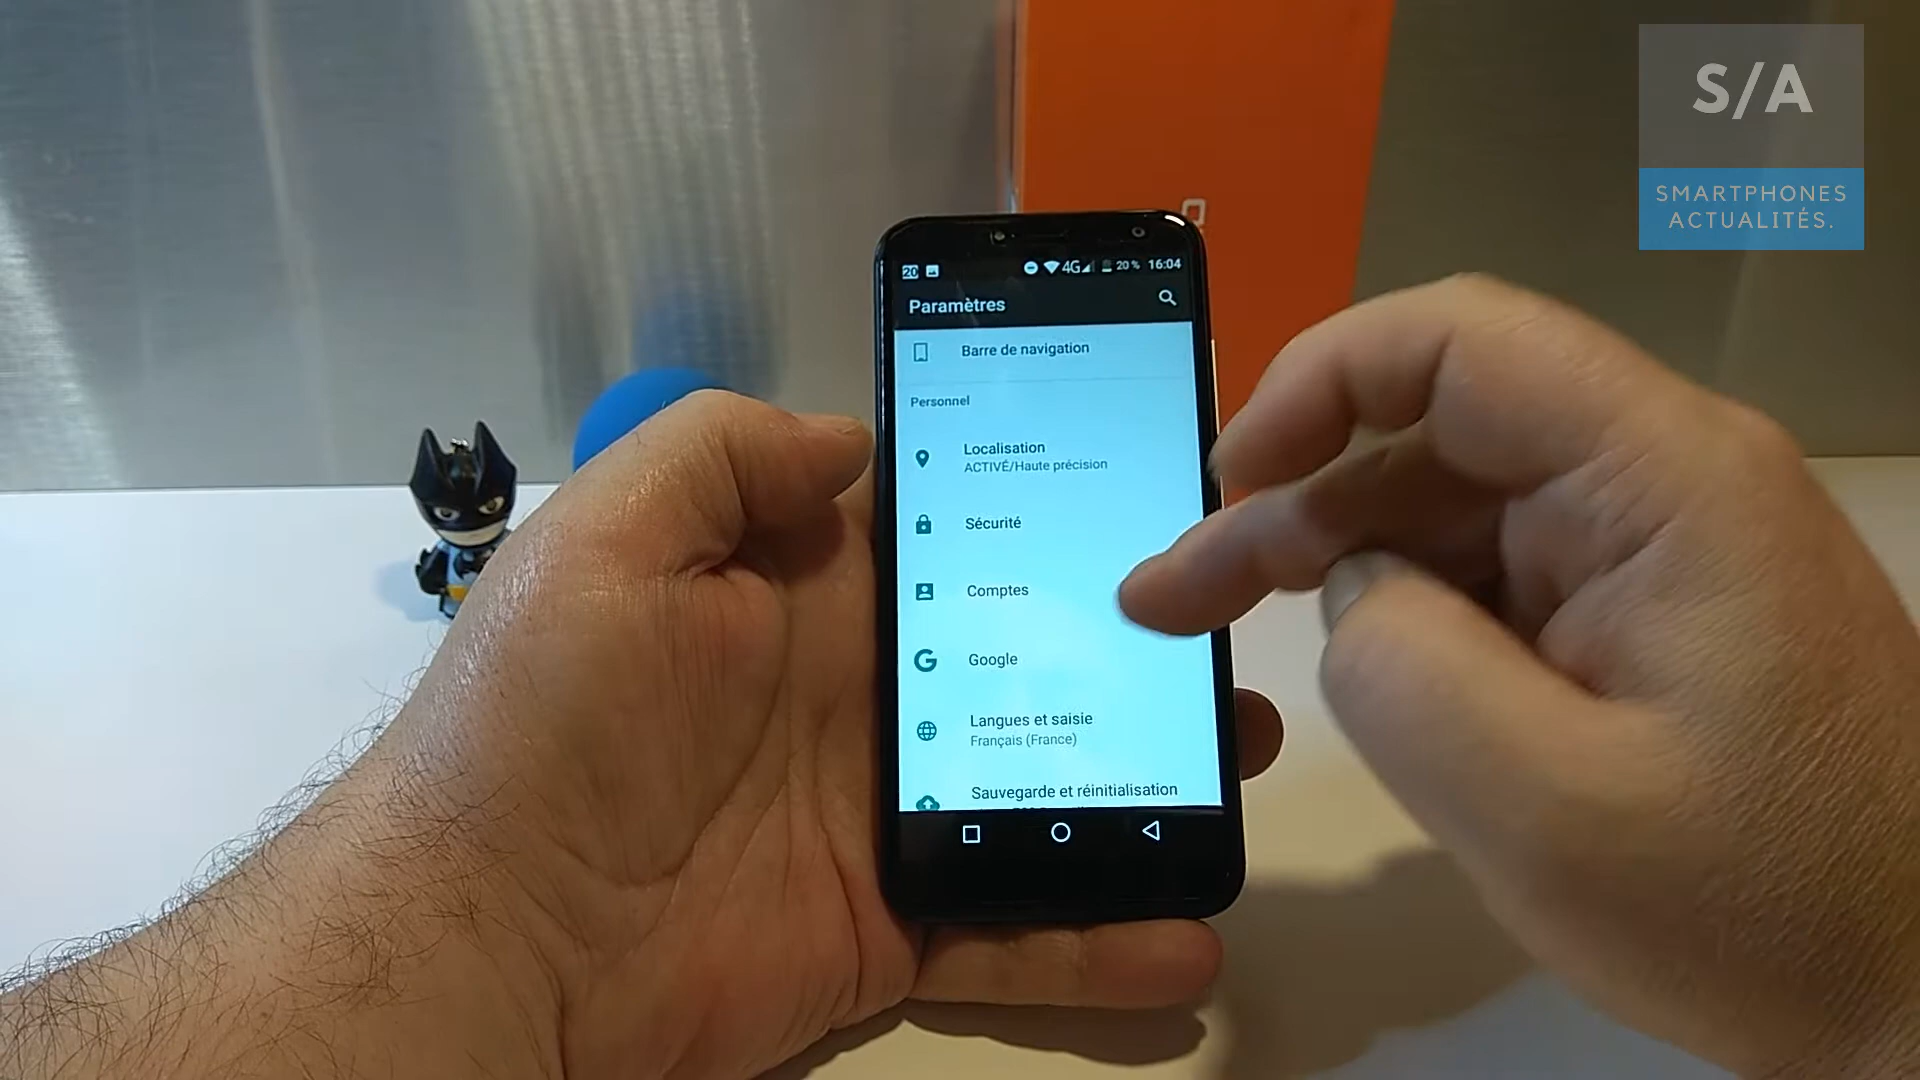 S/A
SMARTPHONES
ACTUALITÉS.
20 4G 20% 16:04
Paramètres
Barre de navigation
Personnel
Localisation
ACTIVÉ/Haute précision
Sécurité
Comptes
Google
Langues et saisie
Français (France)
Sauvegarde et réinitialisation